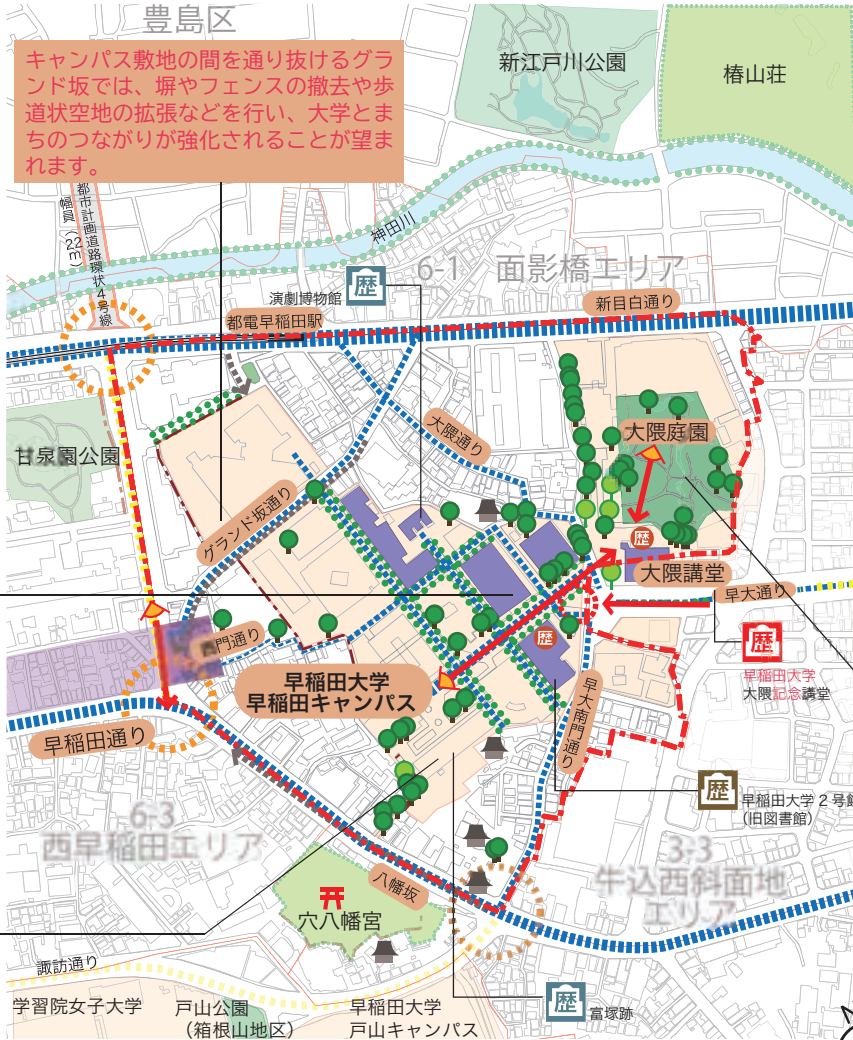 豊島区
キャンパス敷地の間を通り抜けるグラ
ンド坂では、塀やフェンスの撤去や歩
道状空地の拡張などを行い、大学とま
ちのつながりが強化されることが望ま
れます。
新江戸川公園
椿山荘
都市計画道路環状4号線
幅員（22m）
神田川
6-1 面影橋エリア
歴
演劇博物館
都電早稲田駅
新目白通り
甘泉園公園
大隈通り
大隈庭園
グランド坂通り
歴
大隈講堂
早大通り
門通り
歴
歴
早稲田大学
大隈記念講堂
早稲田大学
早稲田キャンパス
早大南門通り
早稲田通り
歴
早稲田大学2号館
(旧図書館)
6-3
西早稲田エリア
3-3
牛込西斜面地
エリア
八幡坂
穴八幡宮
諏訪通り
学習院女子大学
戸山公園
（箱根山地区）
早稲田大学
戸山キャンパス
歴
富塚跡